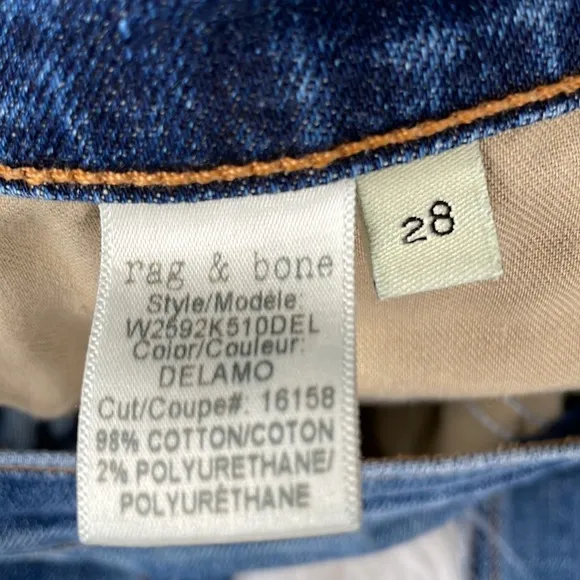 rag & bone
Style/Modèle:
W2592K510DEL
Color/Couleur:
DELAMO
Cut/Coupe#: 16158
98% COTTON/COTON
2% POLYURETHANE/
POLYURÉTHANE
28